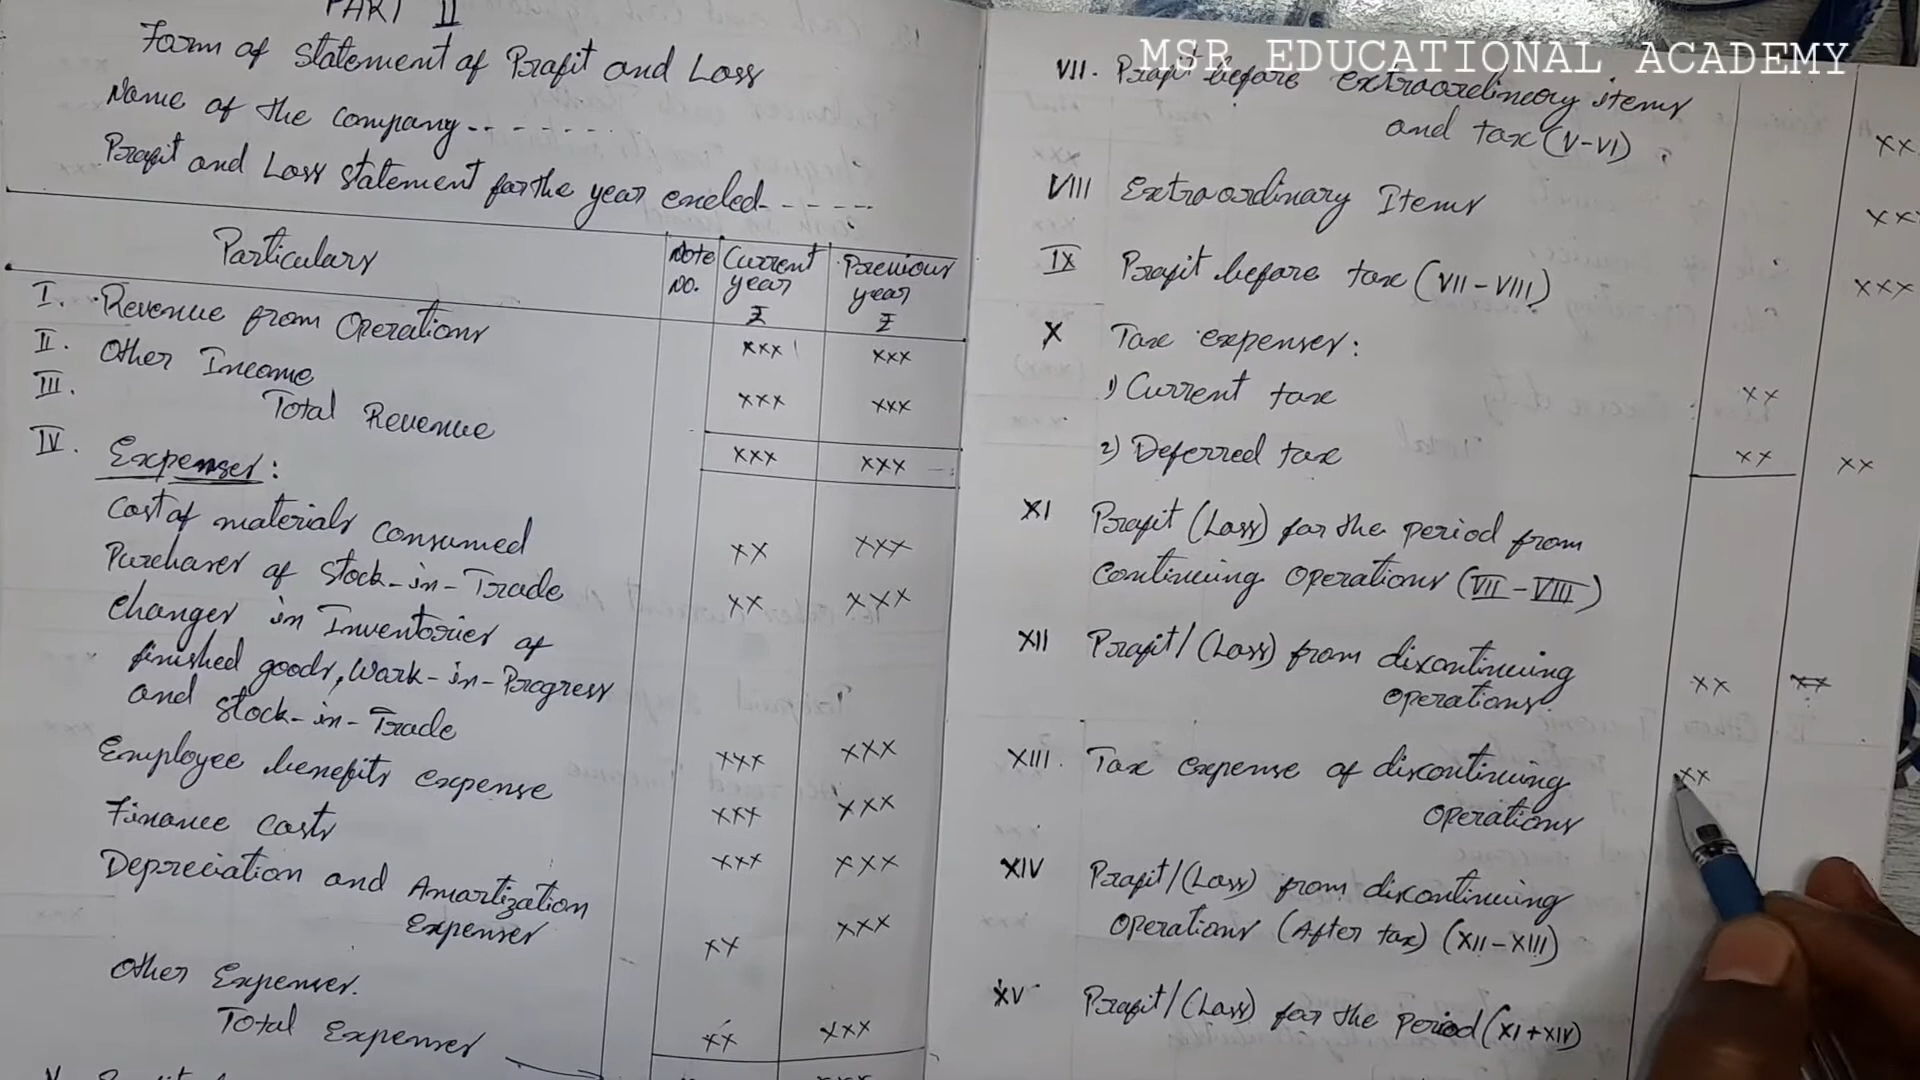 MSR EDUCATIONAL ACADEMY
PART II
Form of Statement of Profit and Loss
Name of the company - - - - - - -
Profit and Loss statement for the year ended - - - - -
Particulars Note No. Current year ₹ Previous year ₹
I. Revenue from Operations xxx xxx
II. Other Income xxx xxx
III. Total Revenue xxx xxx
IV. Expenses:
Cost of materials consumed xx xxx
Purchases of Stock-in-Trade xx xxx
Changes in Inventories of
finished goods, Work-in-Progress
and Stock-in-Trade xxx xxx
Employee benefits expense xxx xxx
Finance costs xxx xxx
Depreciation and Amartization
Expenses xx xxx
Other Expenses.
Total Expenses xx xxx
V.
VII. Profit before extraordineory items
and tax (V-VI) xx
VIII Extraordinary Items xx
IX Profit before tax (VII - VIII) xxx
X Tax expenses:
1) Current tax xx
2) Deferred tax xx xx
XI Profit (Loss) for the period from
continuing Operations (VII - VIII)
XII Profit/(Loss) from discontinuing
Operations. xx xx
XIII. Tax expense of discontinuing xx
Operations
XIV Profit/(Loss) from discontinuing
Operations (After tax) (XII-XIII)
XV Profit/(Loss) for the Period (XI+XIV)